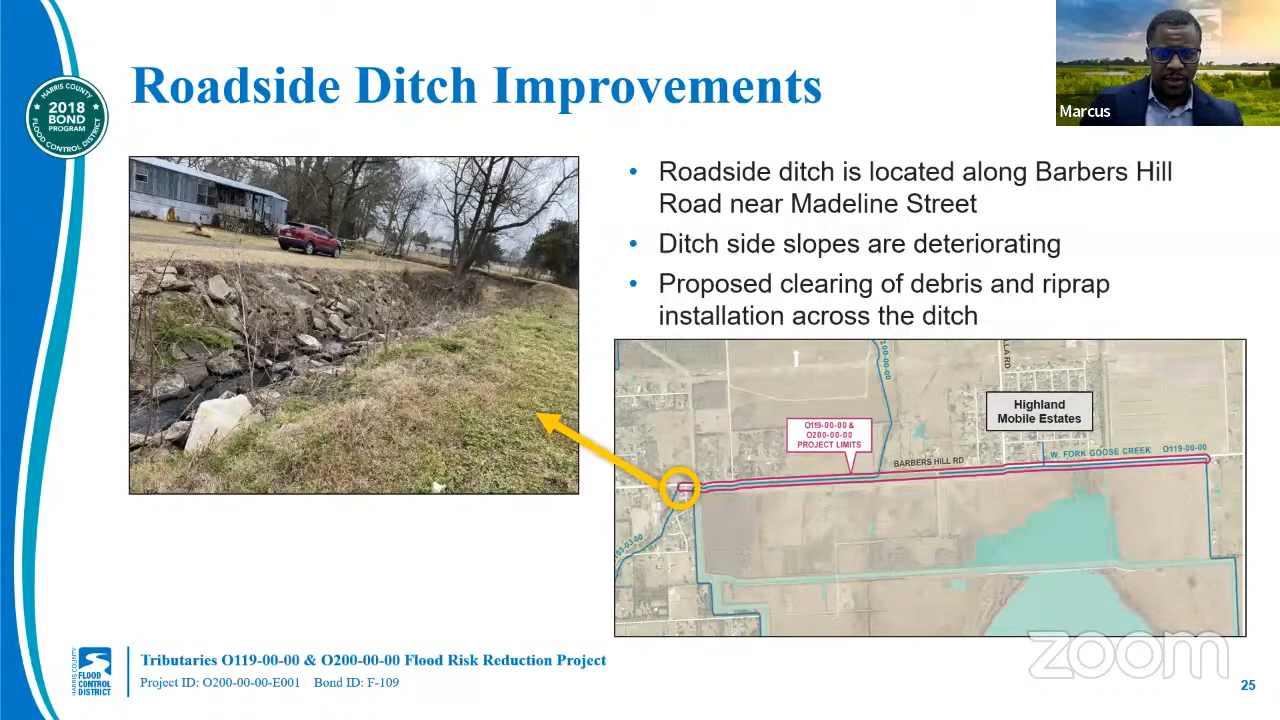 Roadside Ditch Improvements
HARRIS COUNTY
2018
BOND
PROGRAM
FLOOD CONTROL DISTRICT
Marcus
• Roadside ditch is located along Barbers Hill
Road near Madeline Street
• Ditch side slopes are deteriorating
• Proposed clearing of debris and riprap
installation across the ditch
Highland
Mobile Estates
O119-00-00 &
O200-00-00
PROJECT LIMITS
BARBERS HILL RD
W. FORK GOOSE CREEK O119-00-00
zoom
HARRIS COUNTY
FLOOD
CONTROL
DISTRICT
Tributaries O119-00-00 & O200-00-00 Flood Risk Reduction Project
Project ID: O200-00-00-E001 Bond ID: F-109
25